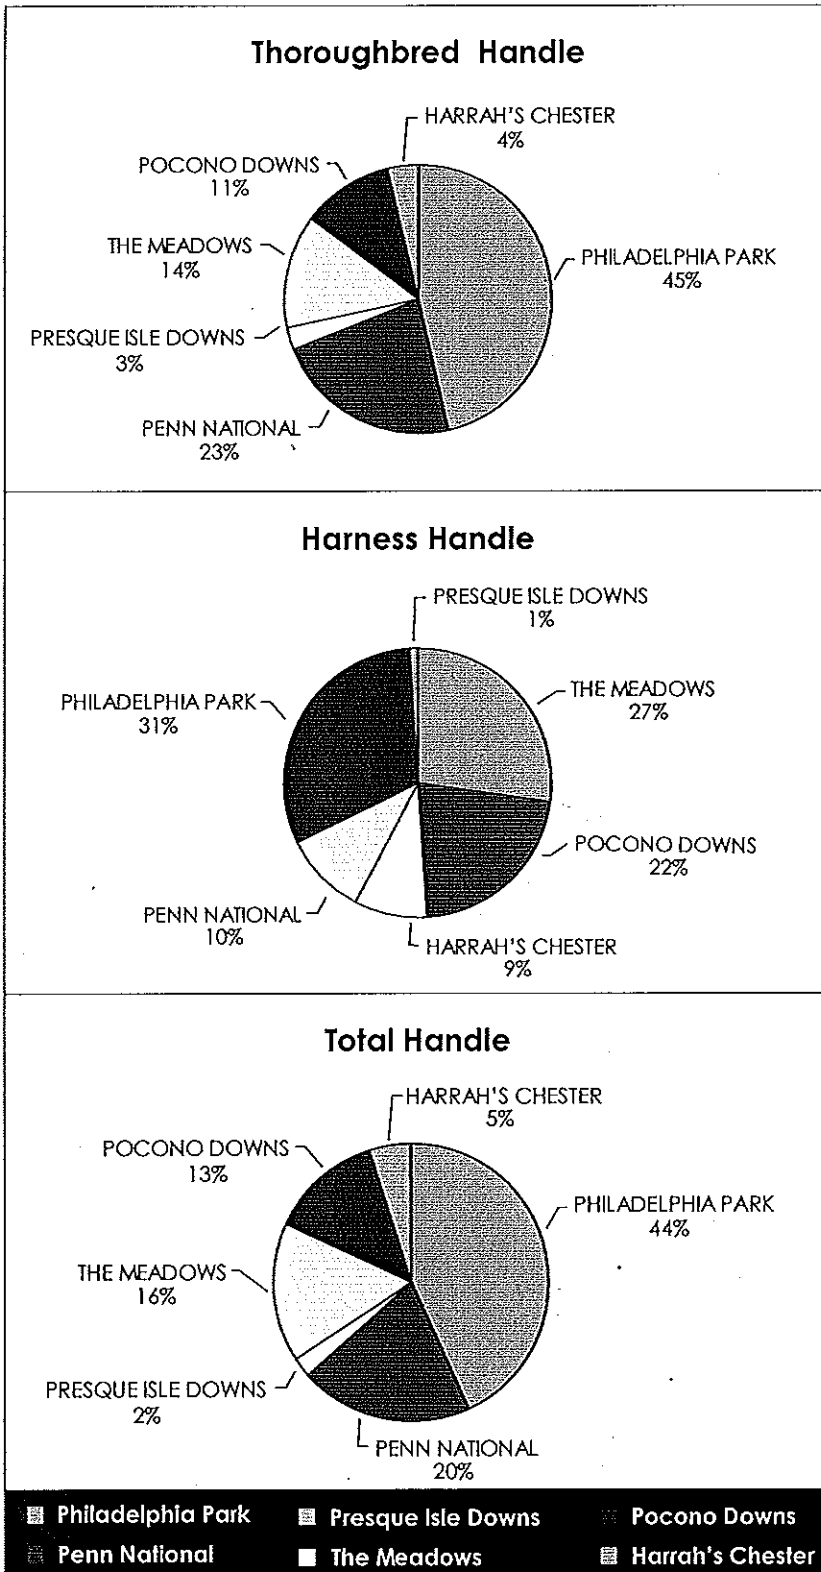 Thoroughbred Handle
HARRAH'S CHESTER
4%
POCONO DOWNS
11%
THE MEADOWS
14%
PHILADELPHIA PARK
45%
PRESQUE ISLE DOWNS
3%
PENN NATIONAL
23%
Harness Handle
PRESQUE ISLE DOWNS
1%
PHILADELPHIA PARK
31%
THE MEADOWS
27%
POCONO DOWNS
22%
PENN NATIONAL
10%
HARRAH'S CHESTER
9%
Total Handle
HARRAH'S CHESTER
5%
POCONO DOWNS
13%
PHILADELPHIA PARK
44%
THE MEADOWS
16%
PRESQUE ISLE DOWNS
2%
PENN NATIONAL
20%
Philadelphia Park Presque Isle Downs Pocono Downs
Penn National The Meadows Harrah's Chester